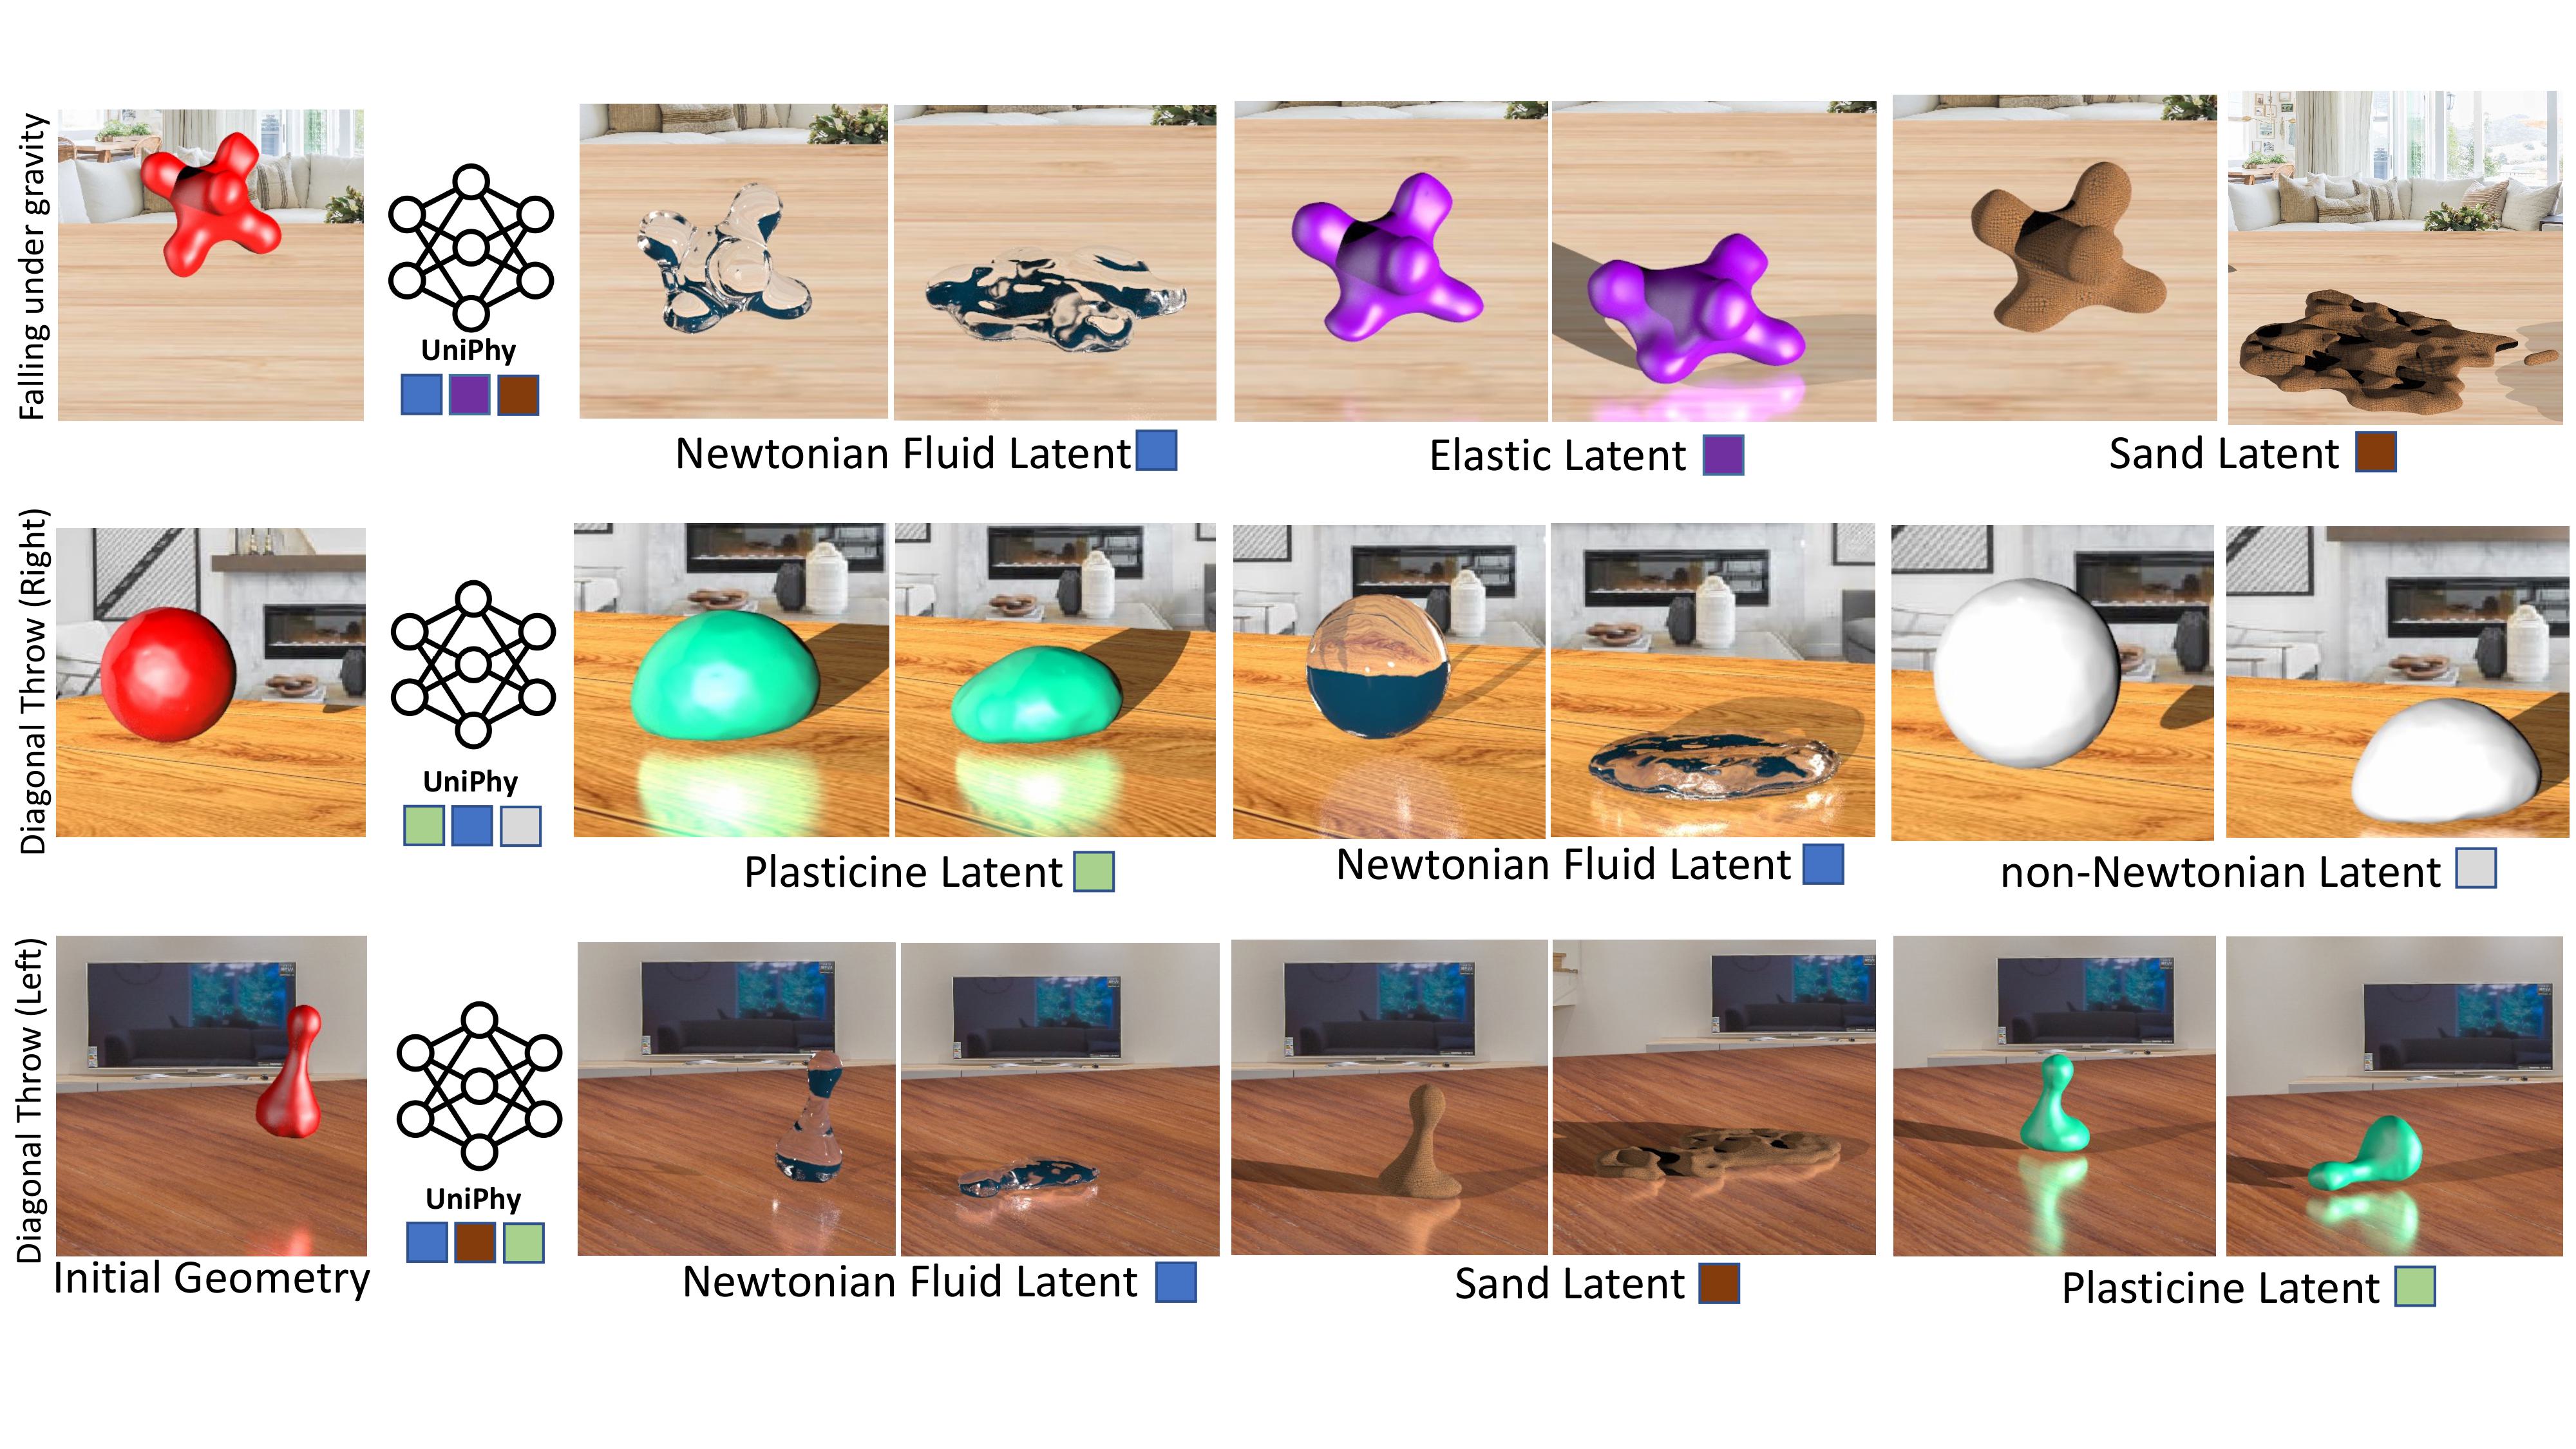 Falling under gravity
UniPhy
Newtonian Fluid Latent
Elastic Latent
Sand Latent
Diagonal Throw (Right)
UniPhy
Plasticine Latent
Newtonian Fluid Latent
non-Newtonian Latent
Diagonal Throw (Left)
UniPhy
Initial Geometry
Newtonian Fluid Latent
Sand Latent
Plasticine Latent